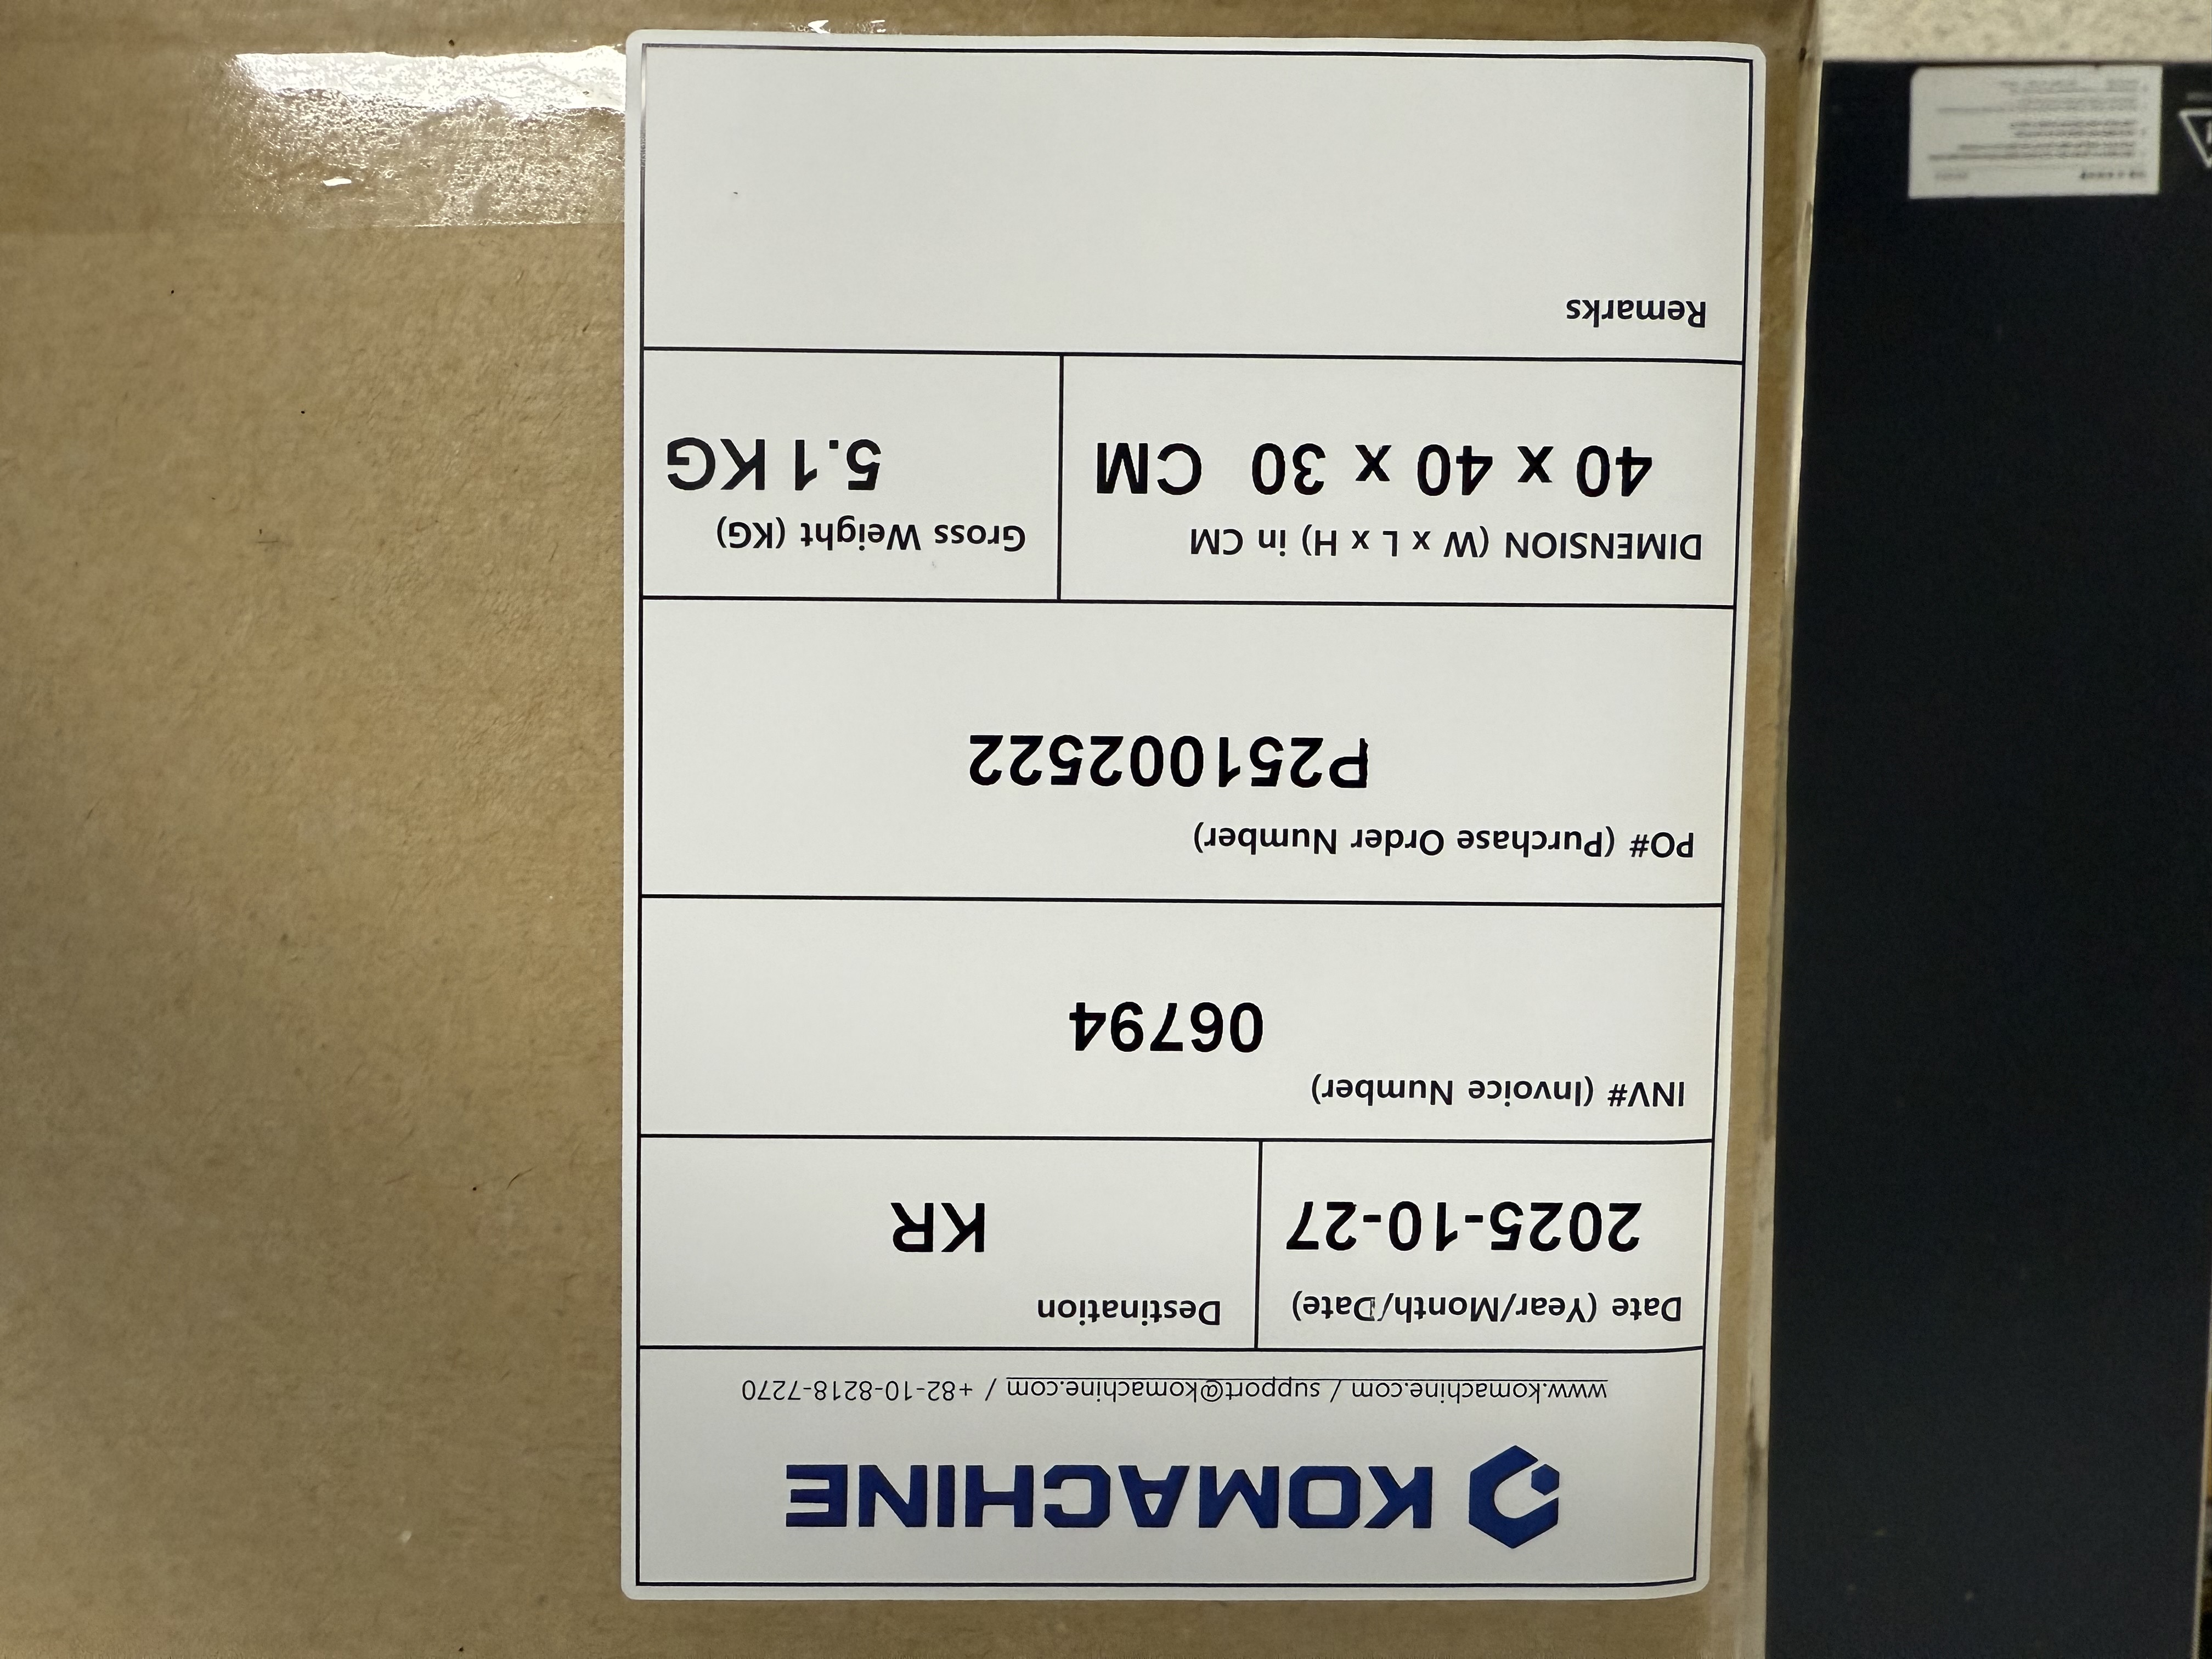 KOMACHINE
www.komachine.com / support@komachine.com / +82-10-8218-7270
Date (Year/Month/Date)
2025-10-27
Destination
KR
INV# (Invoice Number)
06794
PO# (Purchase Order Number)
P251002522
DIMENSION (W x L x H) in CM
40 x 40 x 30 CM
Gross Weight (KG)
5.1 KG
Remarks